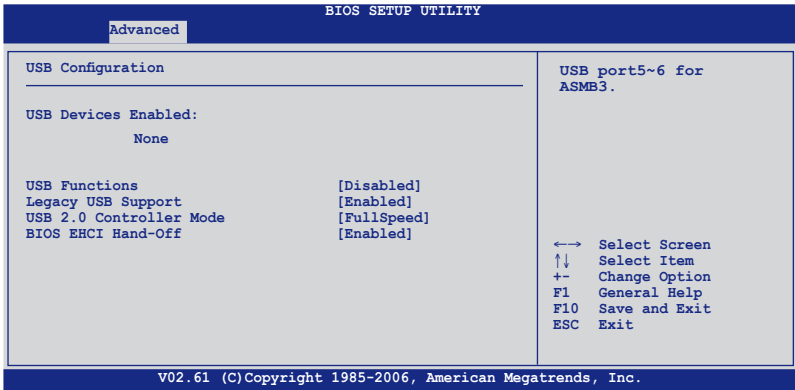 BIOS SETUP UTILITY
Advanced
USB Configuration
USB Devices Enabled:
None
USB Functions [Disabled]
Legacy USB Support [Enabled]
USB 2.0 Controller Mode [FullSpeed]
BIOS EHCI Hand-Off [Enabled]
USB port5~6 for
ASMB3.
←→ Select Screen
↑↓ Select Item
+- Change Option
F1 General Help
F10 Save and Exit
ESC Exit
V02.61 (C)Copyright 1985-2006, American Megatrends, Inc.